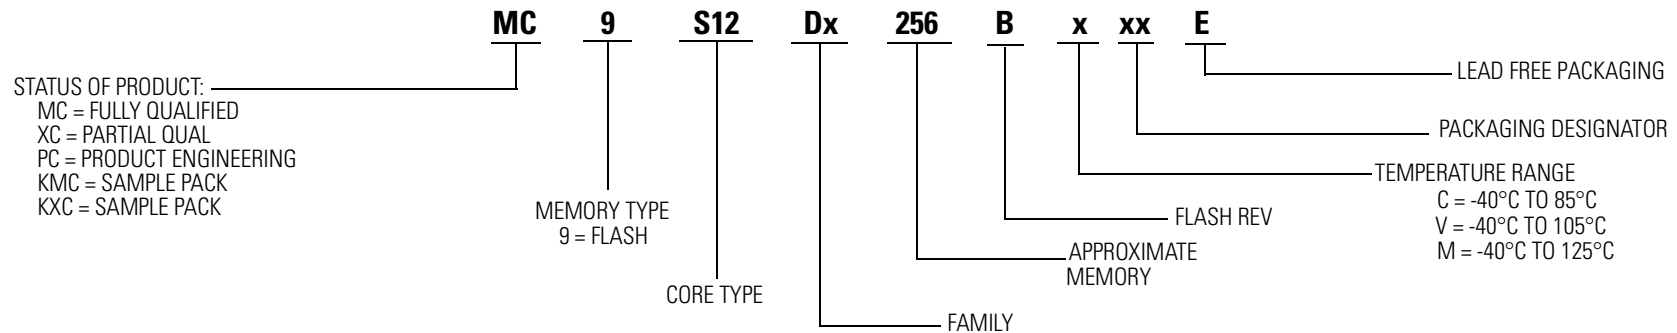 MC 9 S12 Dx 256 B x xx E
STATUS OF PRODUCT:
MC = FULLY QUALIFIED
XC = PARTIAL QUAL
PC = PRODUCT ENGINEERING
KMC = SAMPLE PACK
KXC = SAMPLE PACK
MEMORY TYPE
9 = FLASH
CORE TYPE
FAMILY
APPROXIMATE
MEMORY
FLASH REV
TEMPERATURE RANGE
C = -40°C TO 85°C
V = -40°C TO 105°C
M = -40°C TO 125°C
PACKAGING DESIGNATOR
LEAD FREE PACKAGING